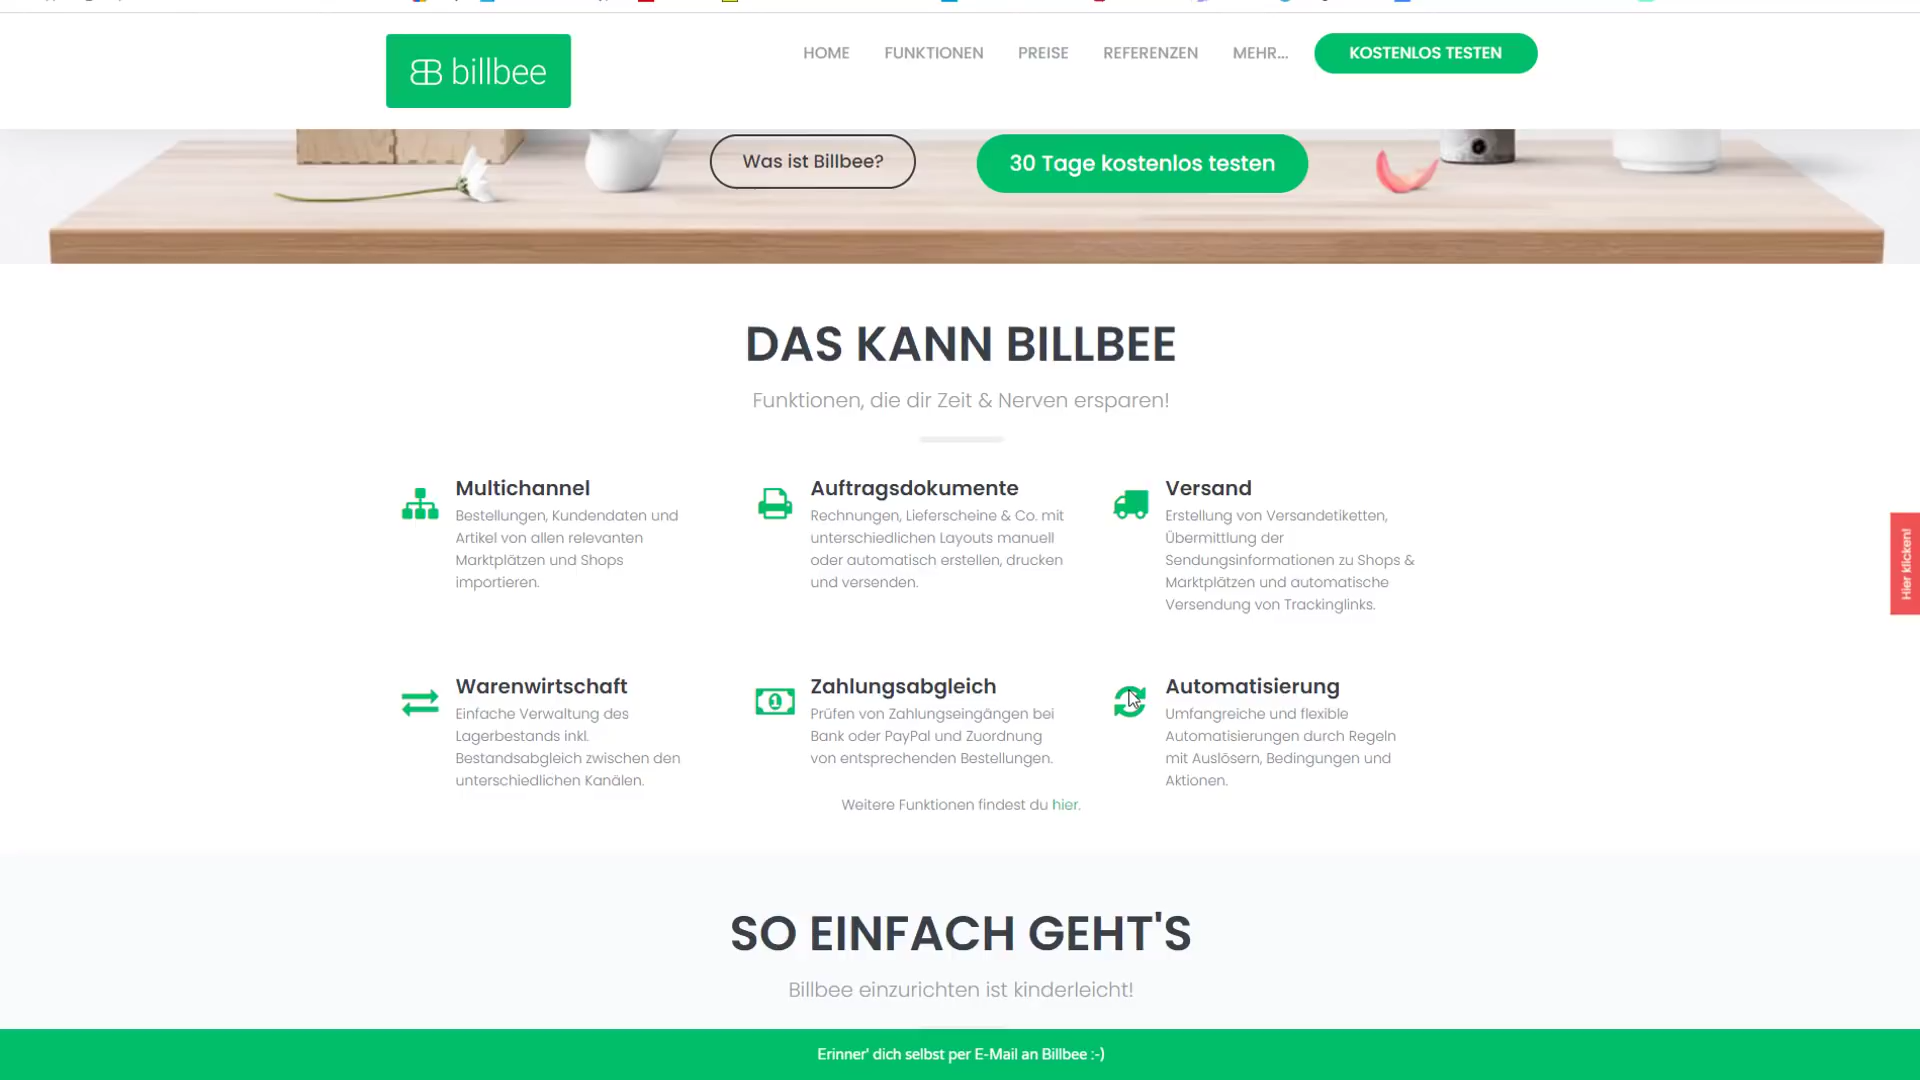 billbee
HOME FUNKTIONEN PREISE REFERENZEN MEHR... KOSTENLOS TESTEN
Was ist Billbee?
30 Tage kostenlos testen
DAS KANN BILLBEE
Funktionen, die dir Zeit & Nerven ersparen!
Multichannel
Bestellungen, Kundendaten und
Artikel von allen relevanten
Marktplätzen und Shops
importieren.
Auftragsdokumente
Rechnungen, Lieferscheine & Co. mit
unterschiedlichen Layouts manuell
oder automatisch erstellen, drucken
und versenden.
Versand
Erstellung von Versandetiketten,
Übermittlung der
Sendungsinformationen zu Shops &
Marktplätzen und automatische
Versendung von Trackinglinks.
Hier klicken!
Warenwirtschaft
Einfache Verwaltung des
Lagerbestands inkl.
Bestandsabgleich zwischen den
unterschiedlichen Kanälen.
Zahlungsabgleich
Prüfen von Zahlungseingängen bei
Bank oder PayPal und Zuordnung
von entsprechenden Bestellungen.
Automatisierung
Umfangreiche und flexible
Automatisierungen durch Regeln
mit Auslösern, Bedingungen und
Aktionen.
Weitere Funktionen findest du hier.
SO EINFACH GEHT'S
Billbee einzurichten ist kinderleicht!
Erinner' dich selbst per E-Mail an Billbee :-)